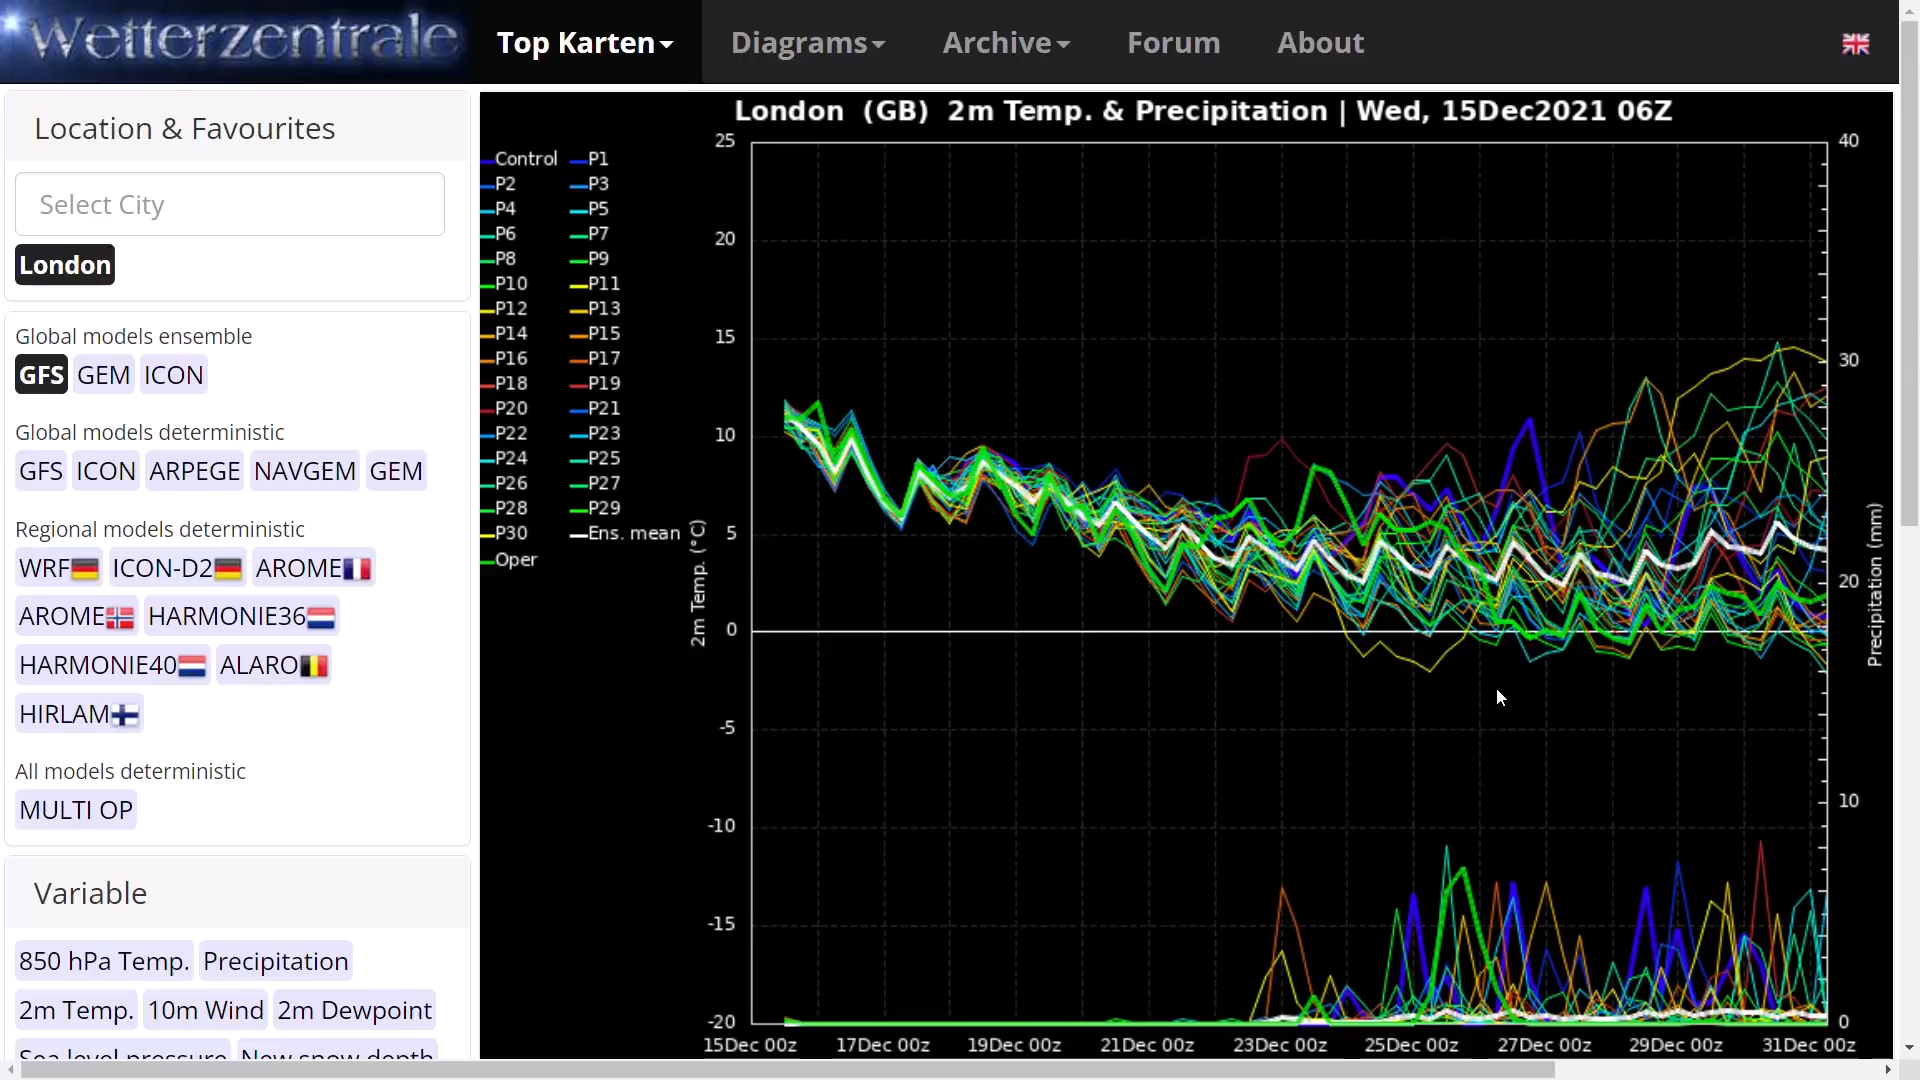 Wetterzentrale
Top Karten
Diagrams
Archive
Forum
About
Location & Favourites
Select City
London
Global models ensemble
GFS GEM ICON
Global models deterministic
GFS ICON ARPEGE NAVGEM GEM
Regional models deterministic
WRF ICON-D2 AROME
AROME HARMONIE36
HARMONIE40 ALARO
HIRLAM
All models deterministic
MULTI OP
Variable
850 hPa Temp. Precipitation
2m Temp. 10m Wind 2m Dewpoint
Sea level pressure New snow depth
London (GB) 2m Temp. & Precipitation | Wed, 15Dec2021 06Z
Control P1
P2 P3
P4 P5
P6 P7
P8 P9
P10 P11
P12 P13
P14 P15
P16 P17
P18 P19
P20 P21
P22 P23
P24 P25
P26 P27
P28 P29
P30 Ens. mean
Oper
2m Temp. (°C)
25
20
15
10
5
0
-5
-10
-15
-20
40
30
20
10
0
Precipitation (mm)
15Dec 00z 17Dec 00z 19Dec 00z 21Dec 00z 23Dec 00z 25Dec 00z 27Dec 00z 29Dec 00z 31Dec 00z